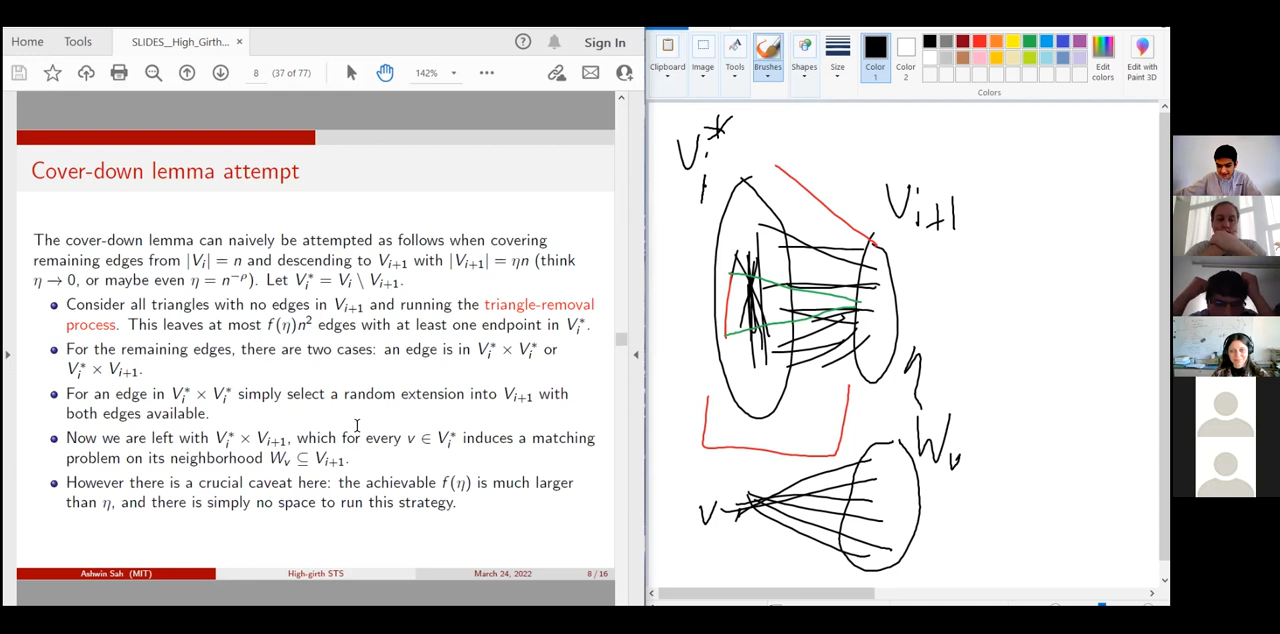 Home Tools SLIDES__High_Girth... × Sign In
8 (37 of 77) 142%
Cover-down lemma attempt
The cover-down lemma can naively be attempted as follows when covering
remaining edges from |V_i| = n and descending to V_{i+1} with |V_{i+1}| = ηn (think
η → 0, or maybe even η = n^{−ρ}). Let V_i^* = V_i \ V_{i+1}.
Consider all triangles with no edges in V_{i+1} and running the triangle-removal
process. This leaves at most f(η)n² edges with at least one endpoint in V_i^*.
For the remaining edges, there are two cases: an edge is in V_i^* × V_i^* or
V_i^* × V_{i+1}.
For an edge in V_i^* × V_i^* simply select a random extension into V_{i+1} with
both edges available.
Now we are left with V_i^* × V_{i+1}, which for every v ∈ V_i^* induces a matching
problem on its neighborhood W_v ⊆ V_{i+1}.
However there is a crucial caveat here: the achievable f(η) is much larger
than η, and there is simply no space to run this strategy.
Ashwin Sah (MIT) High-girth STS March 24, 2022 8 / 16
Clipboard Image Tools Brushes Shapes Size Color 1 Color 2 Edit colors Edit with Paint 3D
Colors
V_i^*
V_{i+1}
η
W_v
v